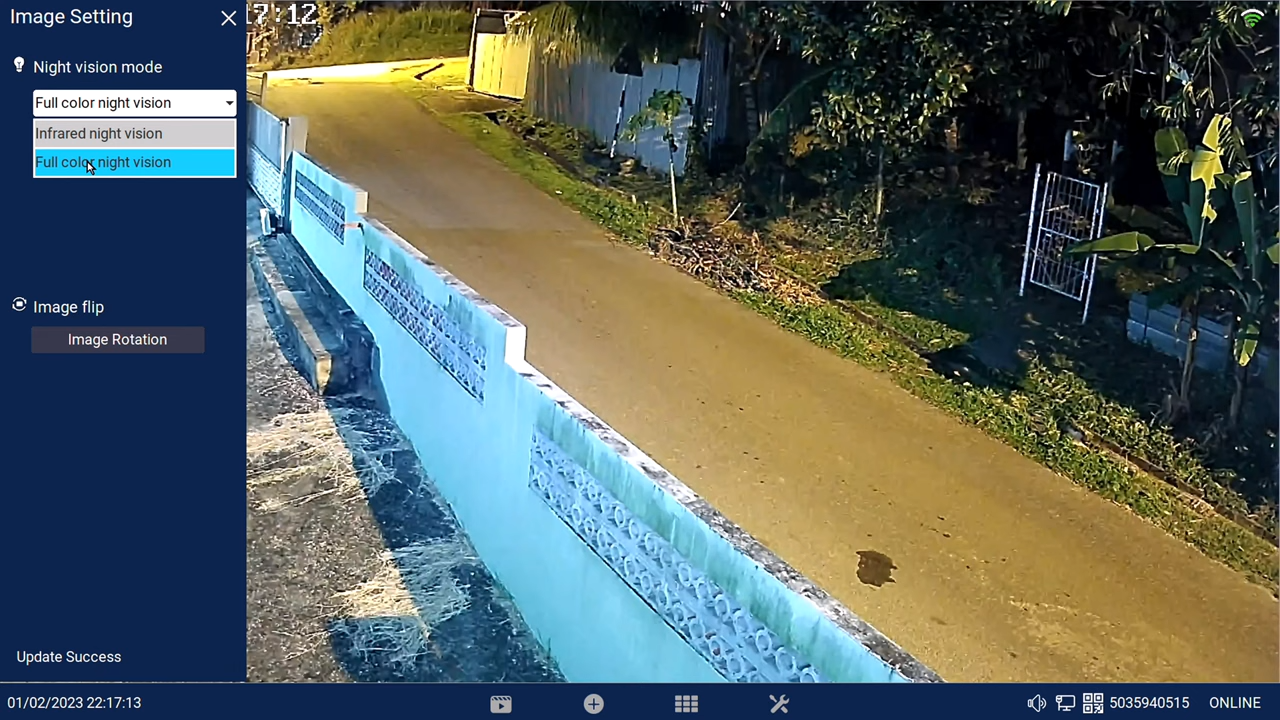 Image Setting
17:12
Night vision mode
Full color night vision
Infrared night vision
Full color night vision
Image flip
Image Rotation
Update Success
01/02/2023 22:17:13
5035940515 ONLINE